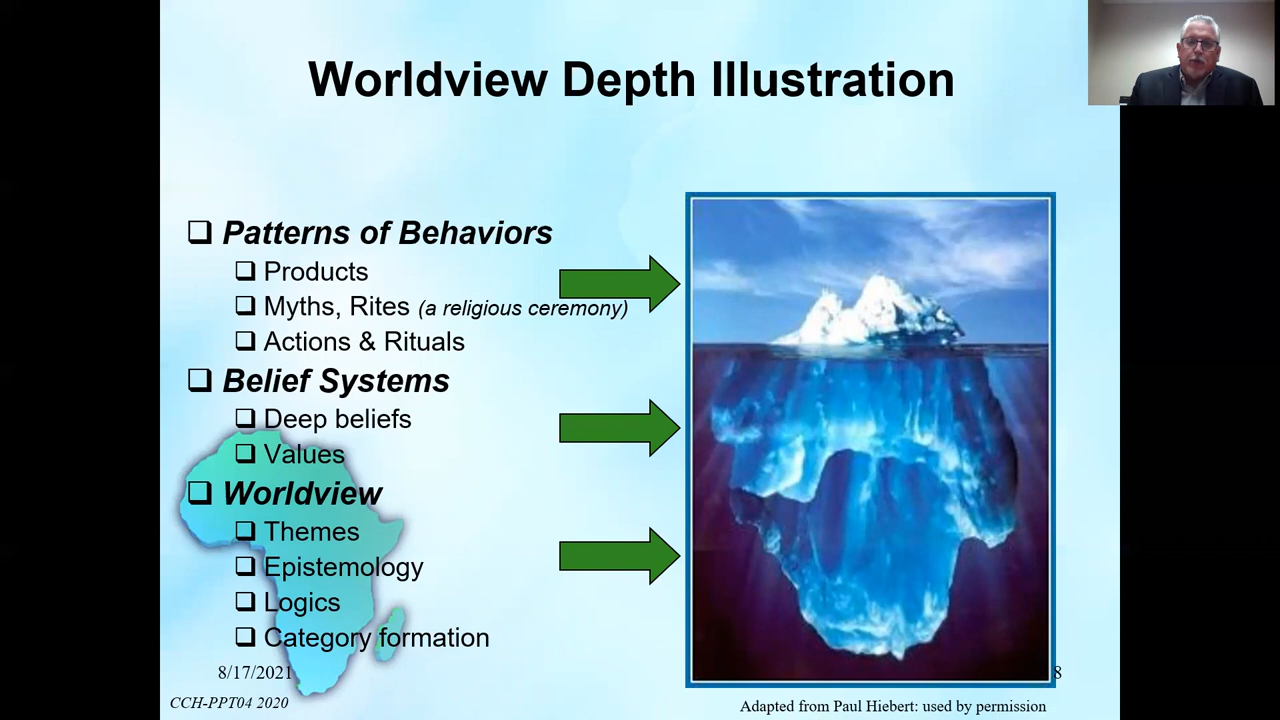 Worldview Depth Illustration
Patterns of Behaviors
Products
Myths, Rites (a religious ceremony)
Actions & Rituals
Belief Systems
Deep beliefs
Values
Worldview
Themes
Epistemology
Logics
Category formation
8/17/2021
8
CCH-PPT04 2020
Adapted from Paul Hiebert: used by permission